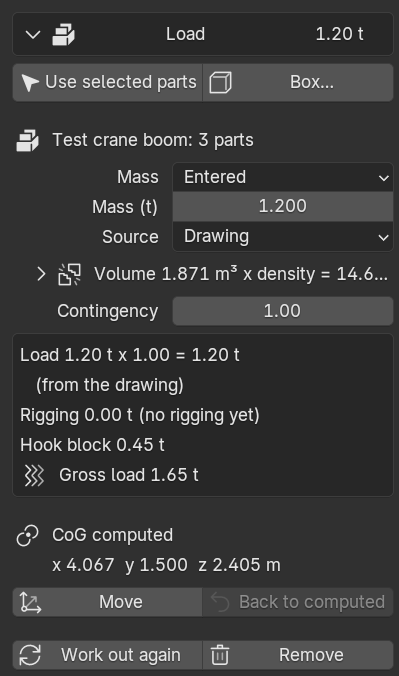 Load 1.20 t
Use selected parts Box...
Test crane boom: 3 parts
Mass Entered
Mass (t) 1.200
Source Drawing
Volume 1.871 m³ x density = 14.6...
Contingency 1.00
Load 1.20 t x 1.00 = 1.20 t
(from the drawing)
Rigging 0.00 t (no rigging yet)
Hook block 0.45 t
Gross load 1.65 t
CoG computed
x 4.067 y 1.500 z 2.405 m
Move Back to computed
Work out again Remove